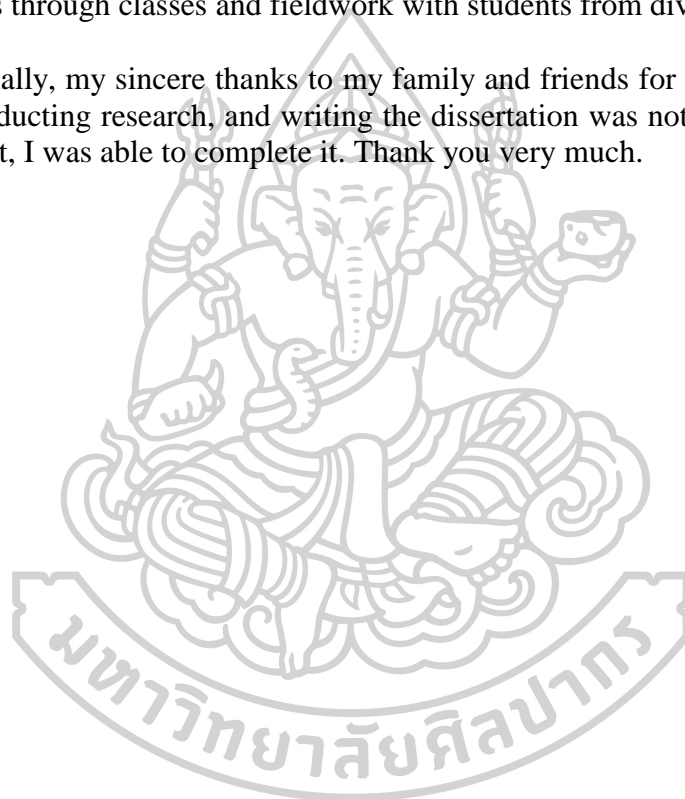 s through classes and fieldwork with students from div
ally, my sincere thanks to my family and friends for
ducting research, and writing the dissertation was not
t, I was able to complete it. Thank you very much.
มหาวิทยาลัยศิลปากร